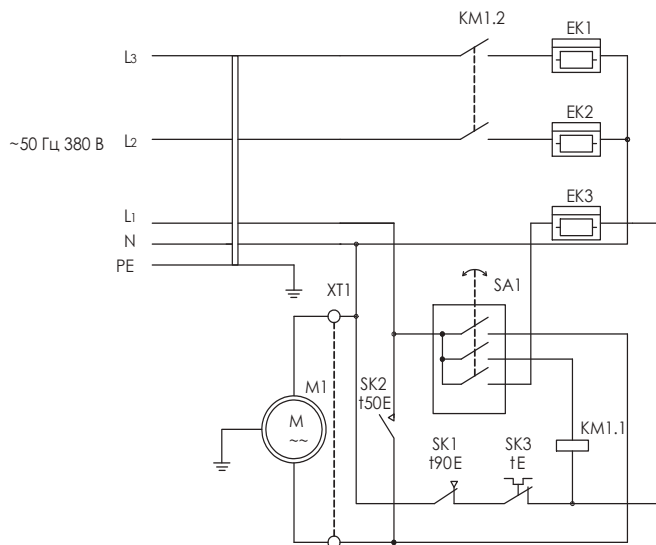 KM1.2
EK1
L3
EK2
~50 Гц 380 В
L2
EK3
L1
N
PE
XT1
SA1
M1
SK2
t50E
M
~~
SK1
t90E
SK3
tE
KM1.1